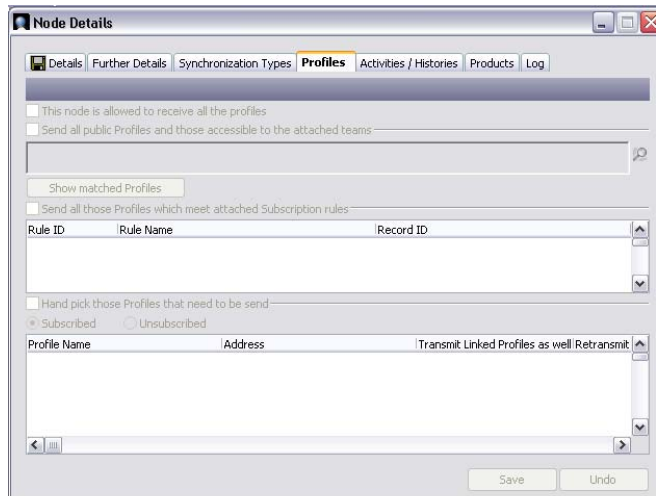 Node Details
Details Further Details Synchronization Types Profiles Activities / Histories Products Log
This node is allowed to receive all the profiles
Send all public Profiles and those accessible to the attached teams
Show matched Profiles
Send all those Profiles which meet attached Subscription rules
Rule ID Rule Name Record ID
Hand pick those Profiles that need to be send
Subscribed Unsubscribed
Profile Name Address Transmit Linked Profiles as well Retransmit
Save Undo